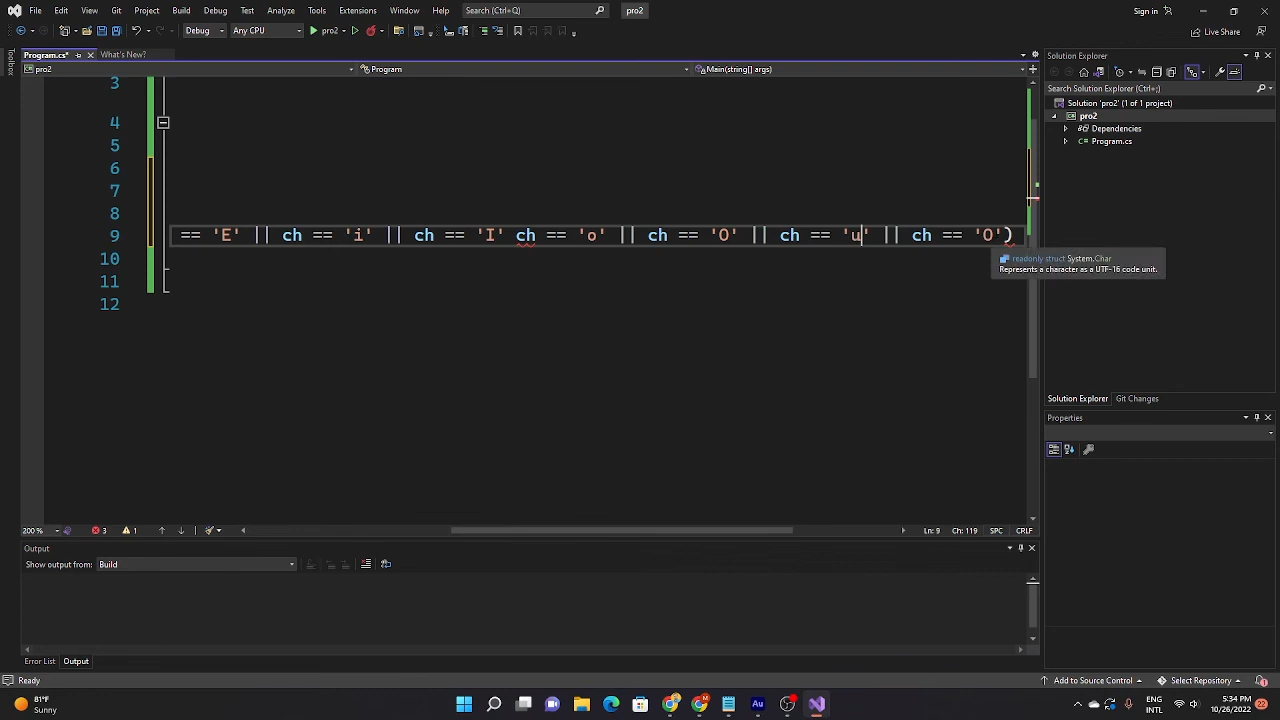 File Edit View Git Project Build Debug Test Analyze Tools Extensions Window Help Search (Ctrl+Q) pro2 Sign in
Debug Any CPU pro2 Live Share
Program.cs* What's New?
pro2 Program Main(string[] args)
3
4
5
6
7
8
9 == 'E' || ch == 'i' || ch == 'I' ch == 'o' || ch == 'O' || ch == 'u' || ch == 'O')
10
11
12
readonly struct System.Char
Represents a character as a UTF-16 code unit.
200 % 3 1 Ln: 9 Ch: 119 SPC CRLF
Solution Explorer
Search Solution Explorer (Ctrl+;)
Solution 'pro2' (1 of 1 project)
pro2
Dependencies
C# Program.cs
Solution Explorer Git Changes
Properties
Output
Show output from: Build
Error List Output
Ready Add to Source Control Select Repository 1
Toolbox
81°F
Sunny
ENG
INTL
5:34 PM
10/26/2022